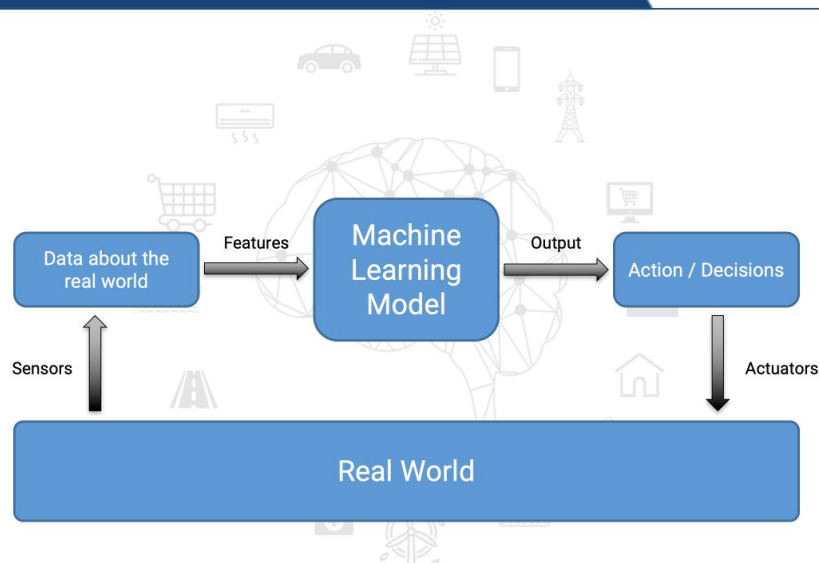 Data about the
real world
Features
Machine
Learning
Model
Output
Action / Decisions
Sensors
Actuators
Real World